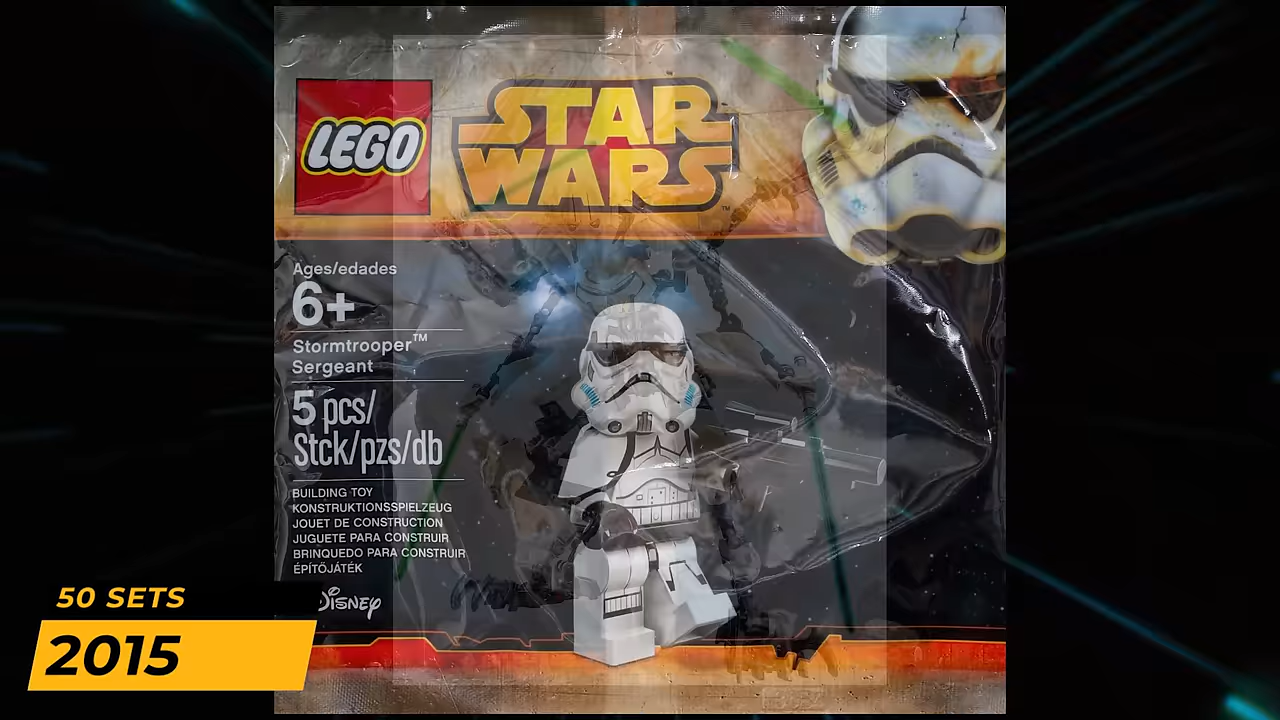 LEGO
STAR
WARS
™
Ages/edades
6+
Stormtrooper™
Sergeant
5 pcs/
Stck/pzs/db
BUILDING TOY
KONSTRUKTIONSSPIELZEUG
JOUET DE CONSTRUCTION
JUGUETE PARA CONSTRUIR
BRINQUEDO PARA CONSTRUIR
ÉPÍTŐJÁTÉK
Disney
50 SETS
2015